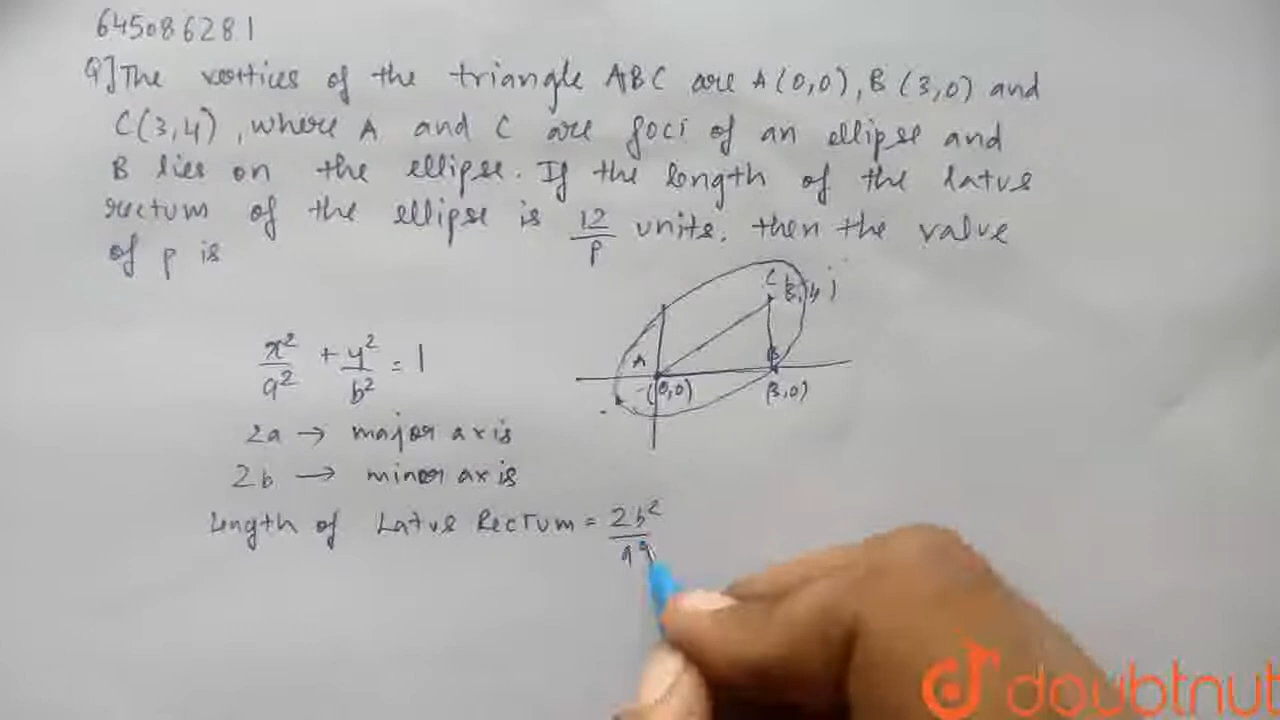 645086281
Q] The vertices of the triangle ABC are A(0,0), B(3,0) and
C(3,4), where A and C are foci of an ellipse and
B lies on the ellipse. If the length of the latus
rectum of the ellipse is 12/p units. then the value
of p is
C(3,4)
A
B
(0,0)
(3,0)
x²/a² + y²/b² = 1
2a → major axis
2b → minor axis
Length of Latus Rectum = 2b²/a
doubtnut